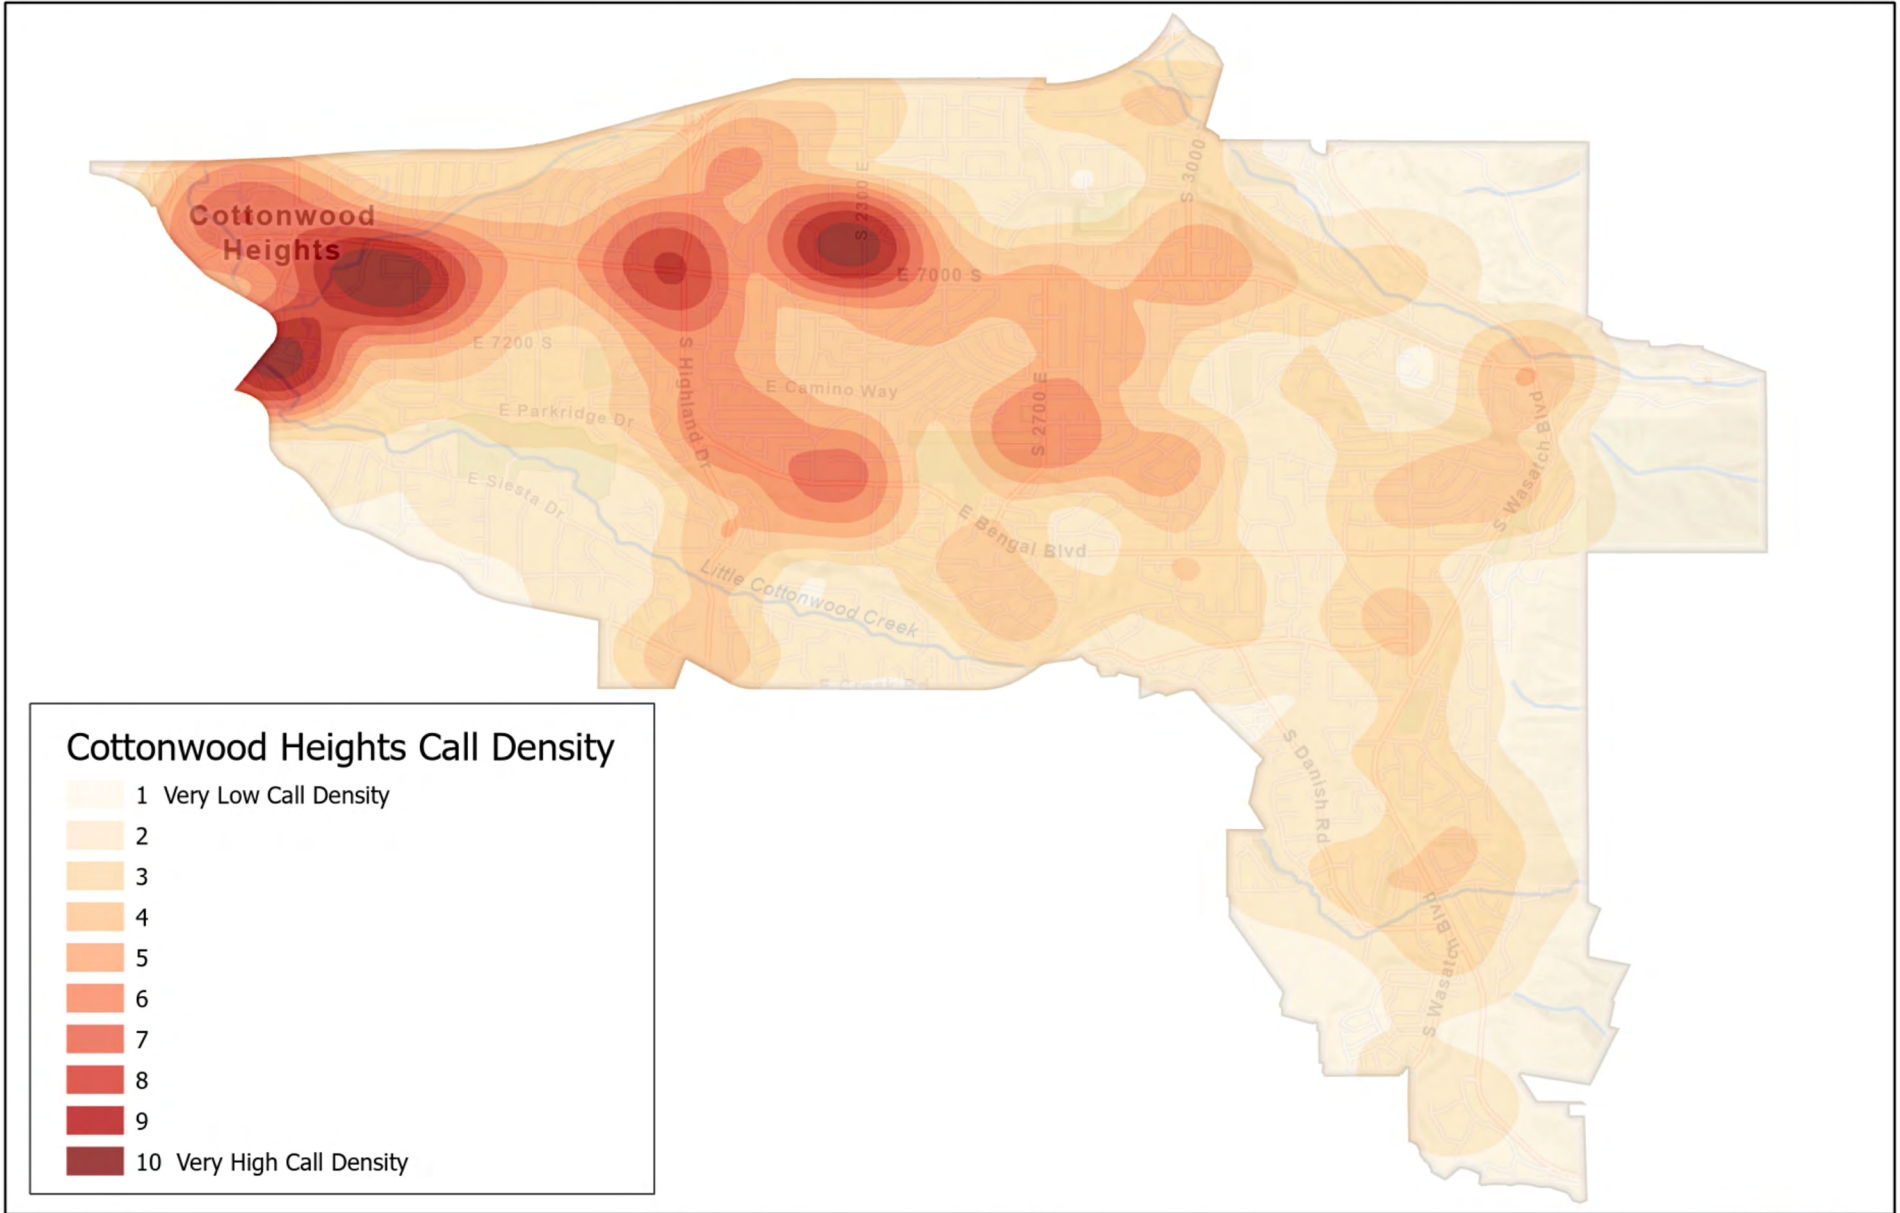 S 3000
Cottonwood
Heights
S 2300 E
E 7000 S
E 7200 S
S Highland Dr
E Camino Way
S 2700 E
E Parkridge Dr
S Wasatch Blvd
E Siesta Dr
E Bengal Blvd
Little Cottonwood Creek
S Danish Rd
S Wasatch Blvd
Cottonwood Heights Call Density
1 Very Low Call Density
2
3
4
5
6
7
8
9
10 Very High Call Density